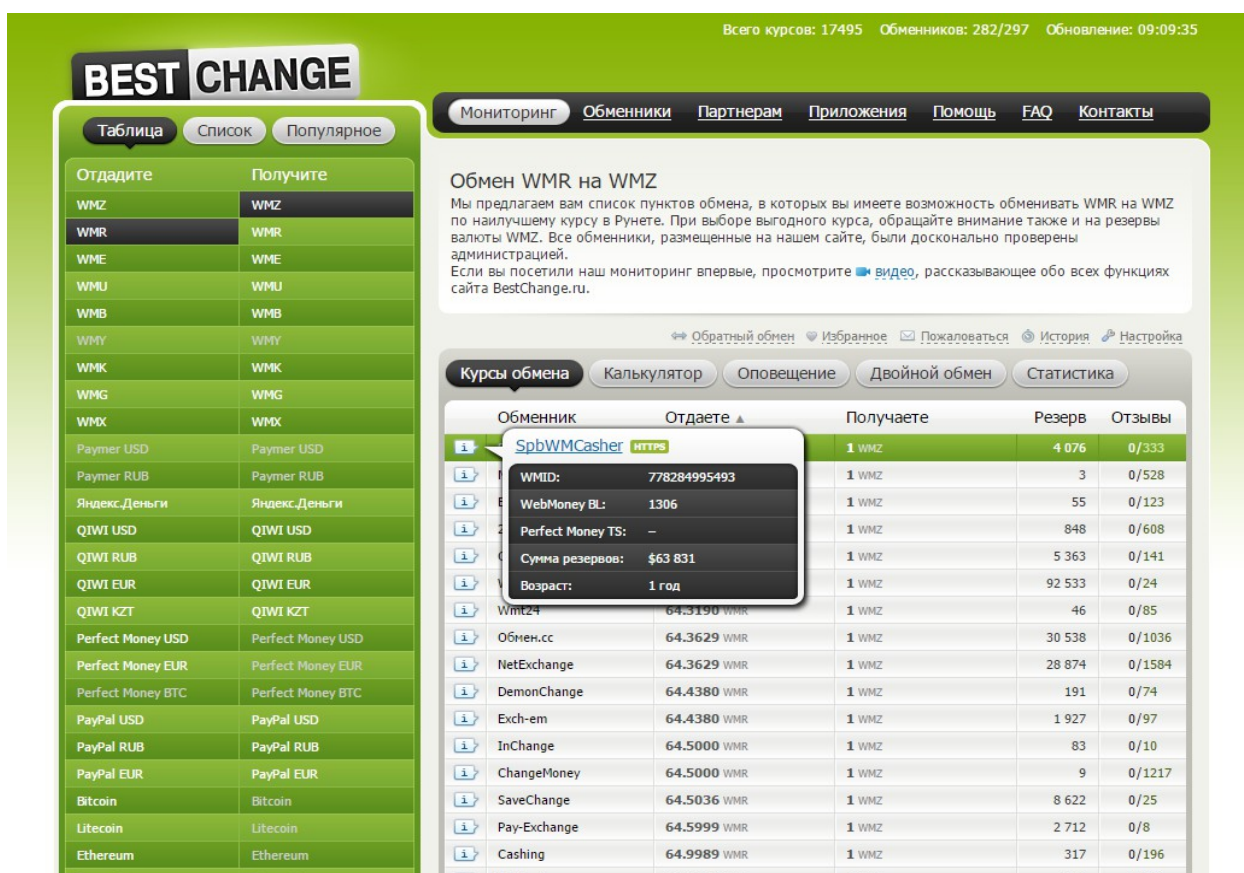 Всего курсов: 17495 Обменников: 282/297 Обновление: 09:09:35
BEST CHANGE
Мониторинг Обменники Партнерам Приложения Помощь FAQ Контакты
Таблица Список Популярное
Отдадите Получите
WMZ WMZ
WMR WMR
WME WME
WMU WMU
WMB WMB
WMY WMY
WMK WMK
WMG WMG
WMX WMX
Paymer USD Paymer USD
Paymer RUB Paymer RUB
Яндекс.Деньги Яндекс.Деньги
QIWI USD QIWI USD
QIWI RUB QIWI RUB
QIWI EUR QIWI EUR
QIWI KZT QIWI KZT
Perfect Money USD Perfect Money USD
Perfect Money EUR Perfect Money EUR
Perfect Money BTC Perfect Money BTC
PayPal USD PayPal USD
PayPal RUB PayPal RUB
PayPal EUR PayPal EUR
Bitcoin Bitcoin
Litecoin Litecoin
Ethereum Ethereum
Обмен WMR на WMZ
Мы предлагаем вам список пунктов обмена, в которых вы имеете возможность обменивать WMR на WMZ
по наилучшему курсу в Рунете. При выборе выгодного курса, обращайте внимание также и на резервы
валюты WMZ. Все обменники, размещенные на нашем сайте, были досконально проверены
администрацией.
Если вы посетили наш мониторинг впервые, просмотрите видео, рассказывающее обо всех функциях
сайта BestChange.ru.
Обратный обмен Избранное Пожаловаться История Настройка
Курсы обмена Калькулятор Оповещение Двойной обмен Статистика
Обменник Отдаете ▲ Получаете Резерв Отзывы
SpbWMCasher HTTPS
WMID: 778284995493
WebMoney BL: 1306
Perfect Money TS: –
Сумма резервов: $63 831
Возраст: 1 год
1 WMZ 4 076 0/333
1 WMZ 3 0/528
1 WMZ 55 0/123
1 WMZ 848 0/608
1 WMZ 5 363 0/141
1 WMZ 92 533 0/24
Wmt24 64.3190 WMR 1 WMZ 46 0/85
Обмен.сс 64.3629 WMR 1 WMZ 30 538 0/1036
NetExchange 64.3629 WMR 1 WMZ 28 874 0/1584
DemonChange 64.4380 WMR 1 WMZ 191 0/74
Exch-em 64.4380 WMR 1 WMZ 1 927 0/97
InChange 64.5000 WMR 1 WMZ 83 0/10
ChangeMoney 64.5000 WMR 1 WMZ 9 0/1217
SaveChange 64.5036 WMR 1 WMZ 8 622 0/25
Pay-Exchange 64.5999 WMR 1 WMZ 2 712 0/8
Cashing 64.9989 WMR 1 WMZ 317 0/196